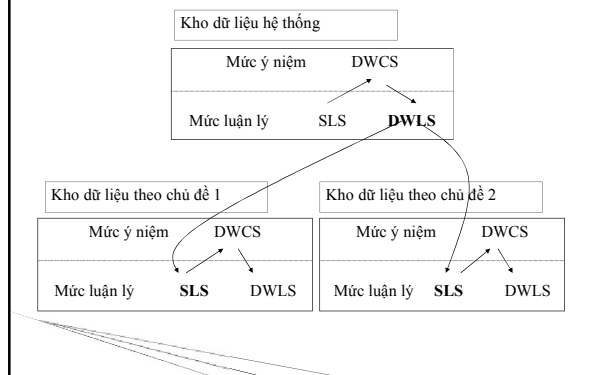 Kho dữ liệu hệ thống
Mức ý niệm DWCS
Mức luận lý SLS DWLS
Kho dữ liệu theo chủ đề 1
Mức ý niệm DWCS
Mức luận lý SLS DWLS
Kho dữ liệu theo chủ đề 2
Mức ý niệm DWCS
Mức luận lý SLS DWLS